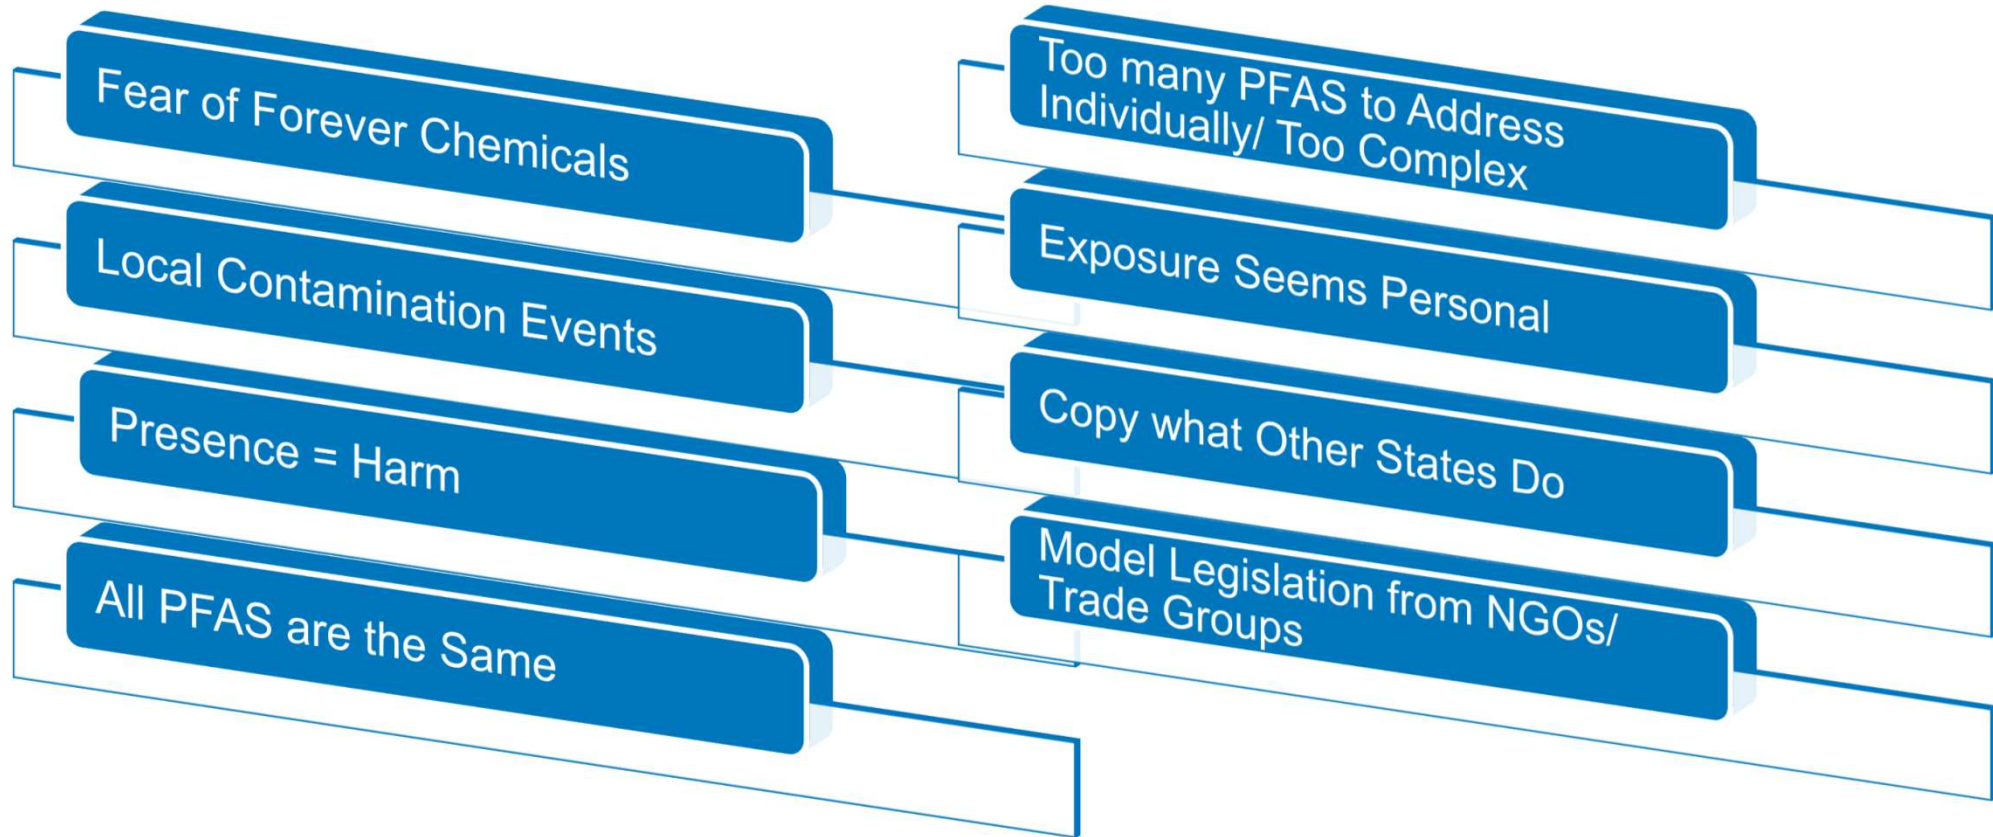 Fear of Forever Chemicals
Local Contamination Events
Presence = Harm
All PFAS are the Same
Too many PFAS to Address
Individually/ Too Complex
Exposure Seems Personal
Copy what Other States Do
Model Legislation from NGOs/
Trade Groups